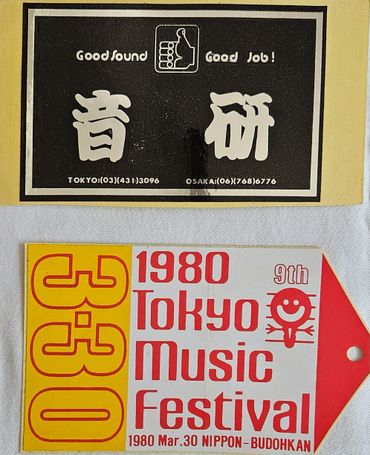 Good Sound Good Job!
音研
TOKYO:(03)(431)3096 OSAKA:(06)(768)6776
3·30
1980
9th
Tokyo
Music
Festival
1980 Mar.30 NIPPON-BUDOHKAN